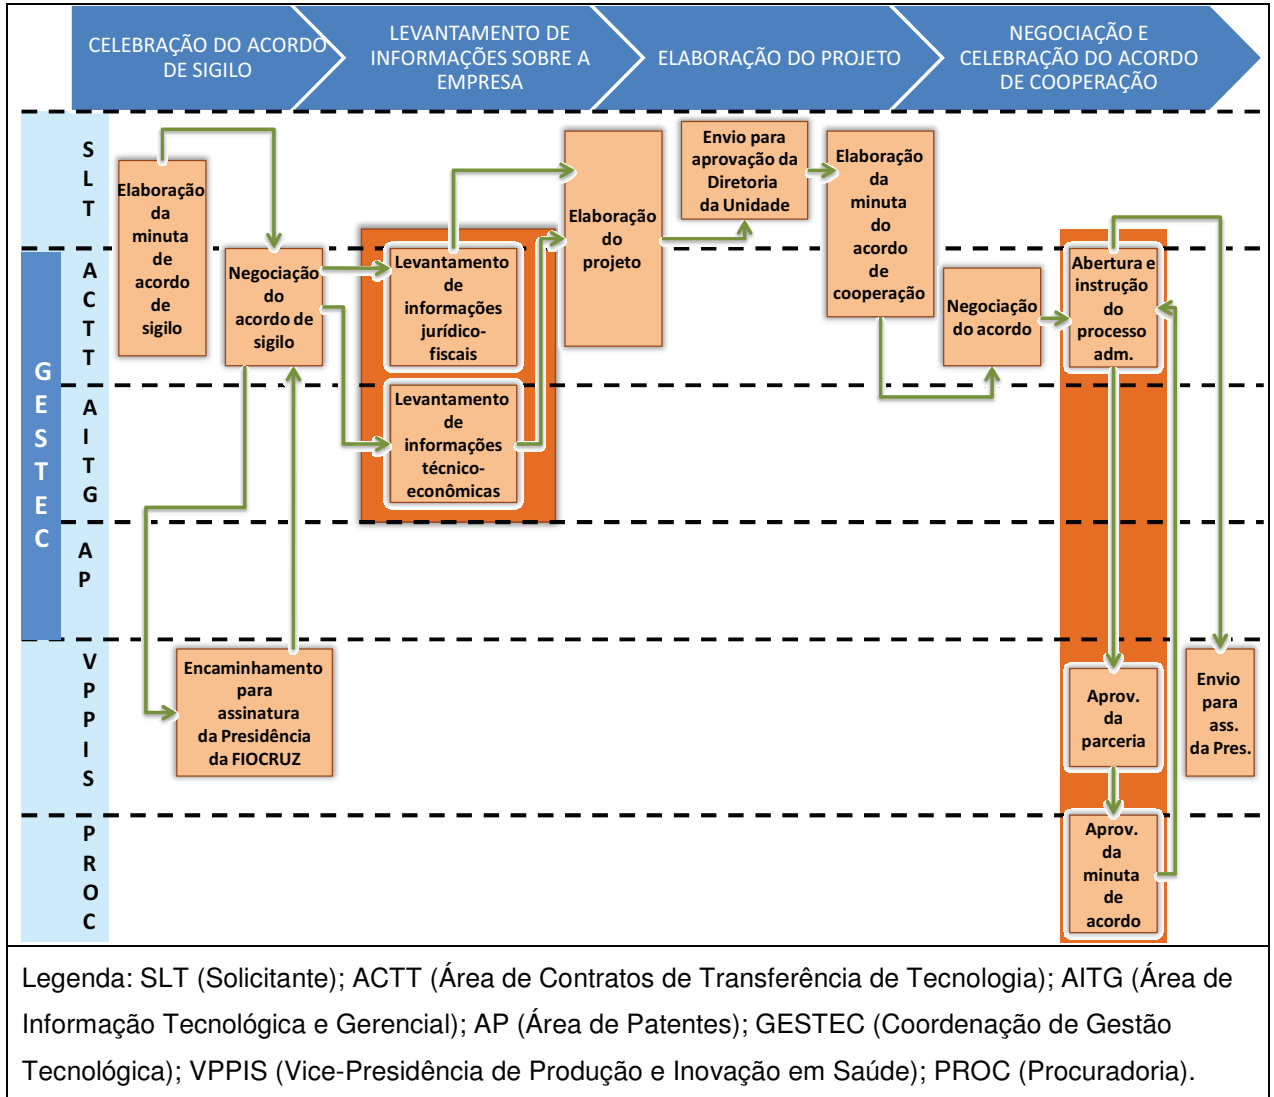 CELEBRAÇÃO DO ACORDO
DE SIGILO
LEVANTAMENTO DE
INFORMAÇÕES SOBRE A
EMPRESA
ELABORAÇÃO DO PROJETO
NEGOCIAÇÃO E
CELEBRAÇÃO DO ACORDO
DE COOPERAÇÃO
S
L
T
Elaboração
da
minuta
de
acordo
de
sigilo
Negociação
do
acordo de
sigilo
Levantamento
de
informações
jurídico-
fiscais
Elaboração
do
projeto
Envio para
aprovação da
Diretoria
da Unidade
Elaboração
da
minuta
do
acordo
de
cooperação
Negociação
do acordo
Abertura e
instrução
do
processo
adm.
G
E
S
T
E
C
A
C
T
T
A
I
T
G
Levantamento
de
informações
técnico-
econômicas
A
P
V
P
P
I
S
Encaminhamento
para
assinatura
da Presidência
da FIOCRUZ
Aprov.
da
parceria
Envio
para
ass.
da Pres.
P
R
O
C
Aprov.
da
minuta
de
acordo
Legenda: SLT (Solicitante); ACTT (Área de Contratos de Transferência de Tecnologia); AITG (Área de
Informação Tecnológica e Gerencial); AP (Área de Patentes); GESTEC (Coordenação de Gestão
Tecnológica); VPPIS (Vice-Presidência de Produção e Inovação em Saúde); PROC (Procuradoria).